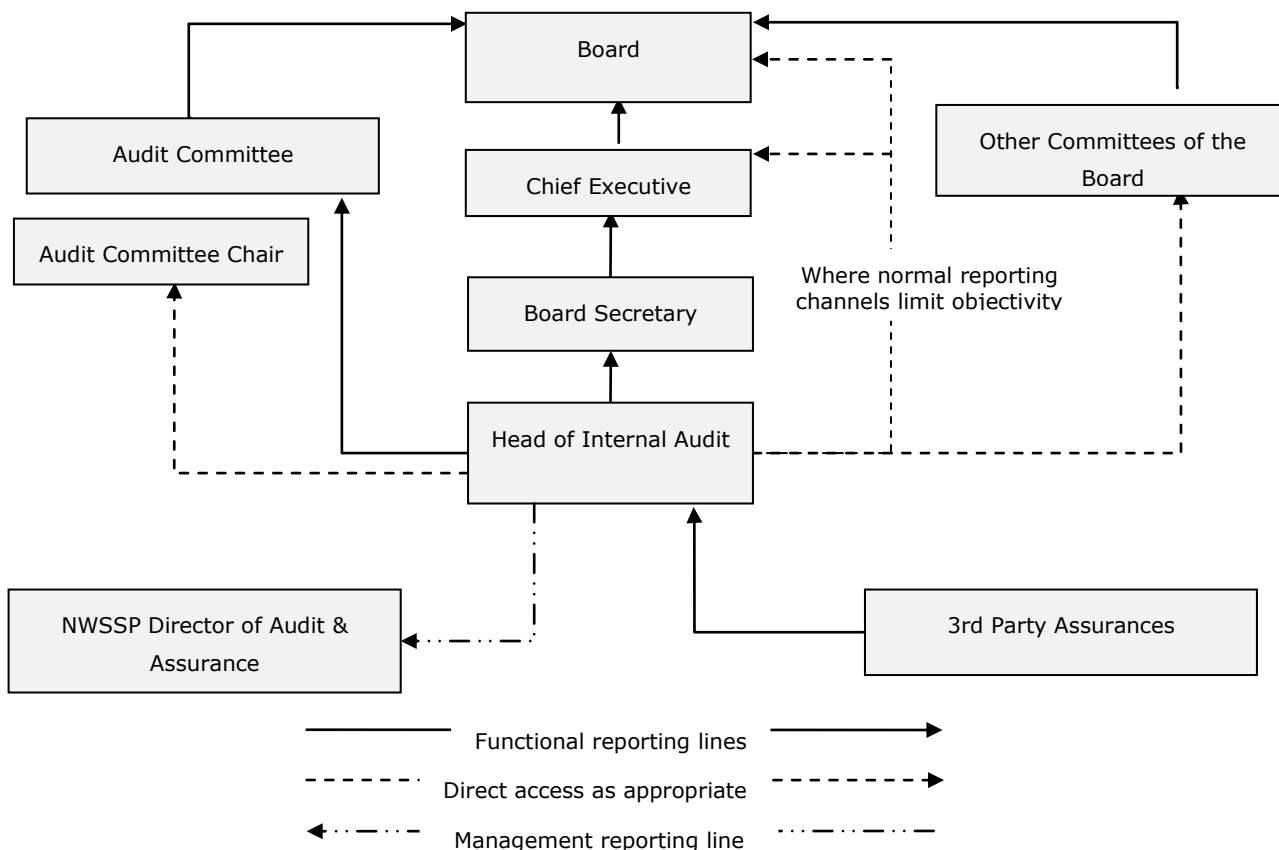 Board
Audit Committee
Other Committees of the
Board
Chief Executive
Audit Committee Chair
Where normal reporting
channels limit objectivity
Board Secretary
Head of Internal Audit
NWSSP Director of Audit &
Assurance
3rd Party Assurances
Functional reporting lines
Direct access as appropriate
Management reporting line